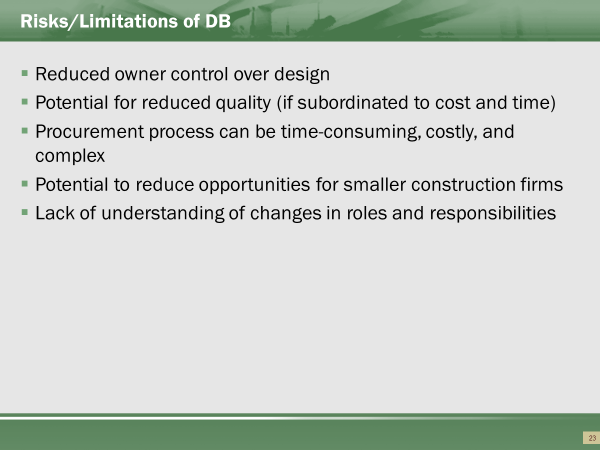 Risks/Limitations of DB
Reduced owner control over design
Potential for reduced quality (if subordinated to cost and time)
Procurement process can be time-consuming, costly, and
complex
Potential to reduce opportunities for smaller construction firms
Lack of understanding of changes in roles and responsibilities
23